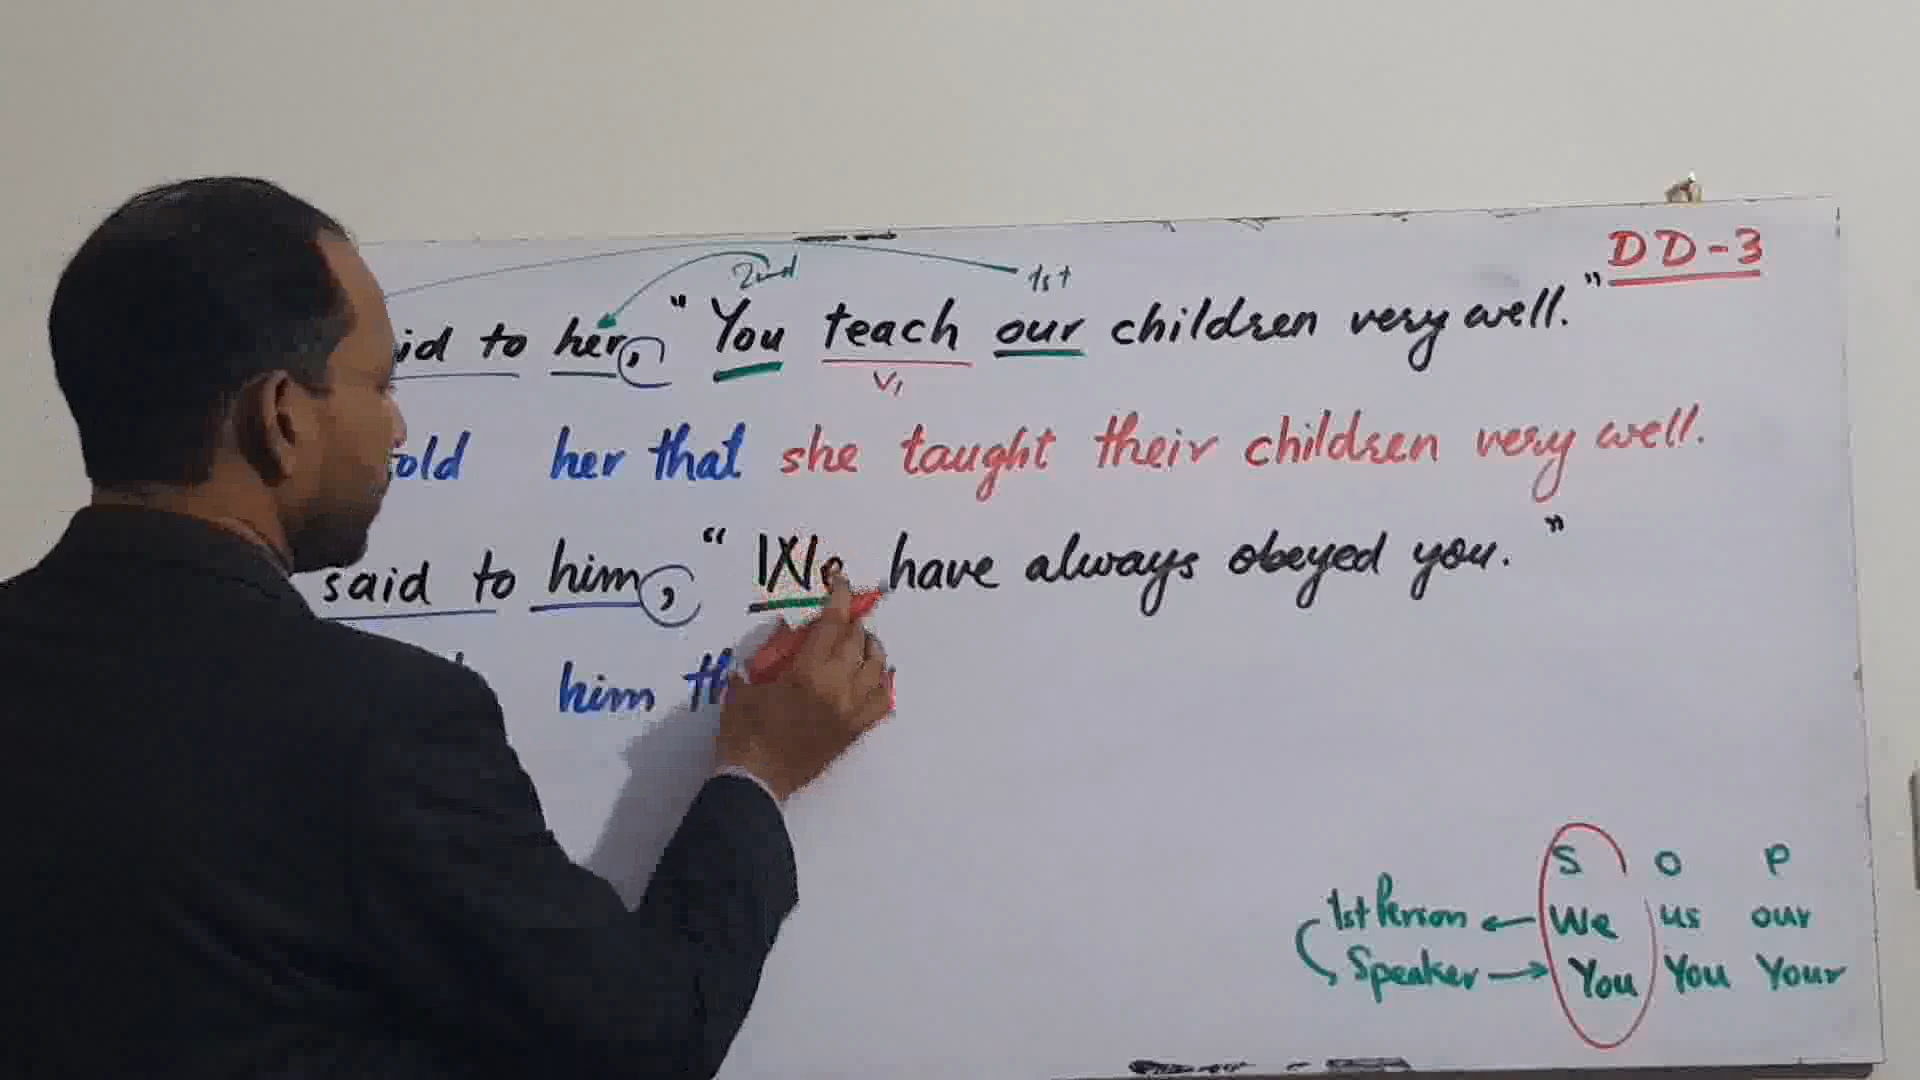 DD-3
2nd 1st
id to her, "You teach our children very well."
V1
old her that she taught their children very well.
said to him, "We have always obeyed you."
him th
S O P
1st Person We us our
Speaker You You Your